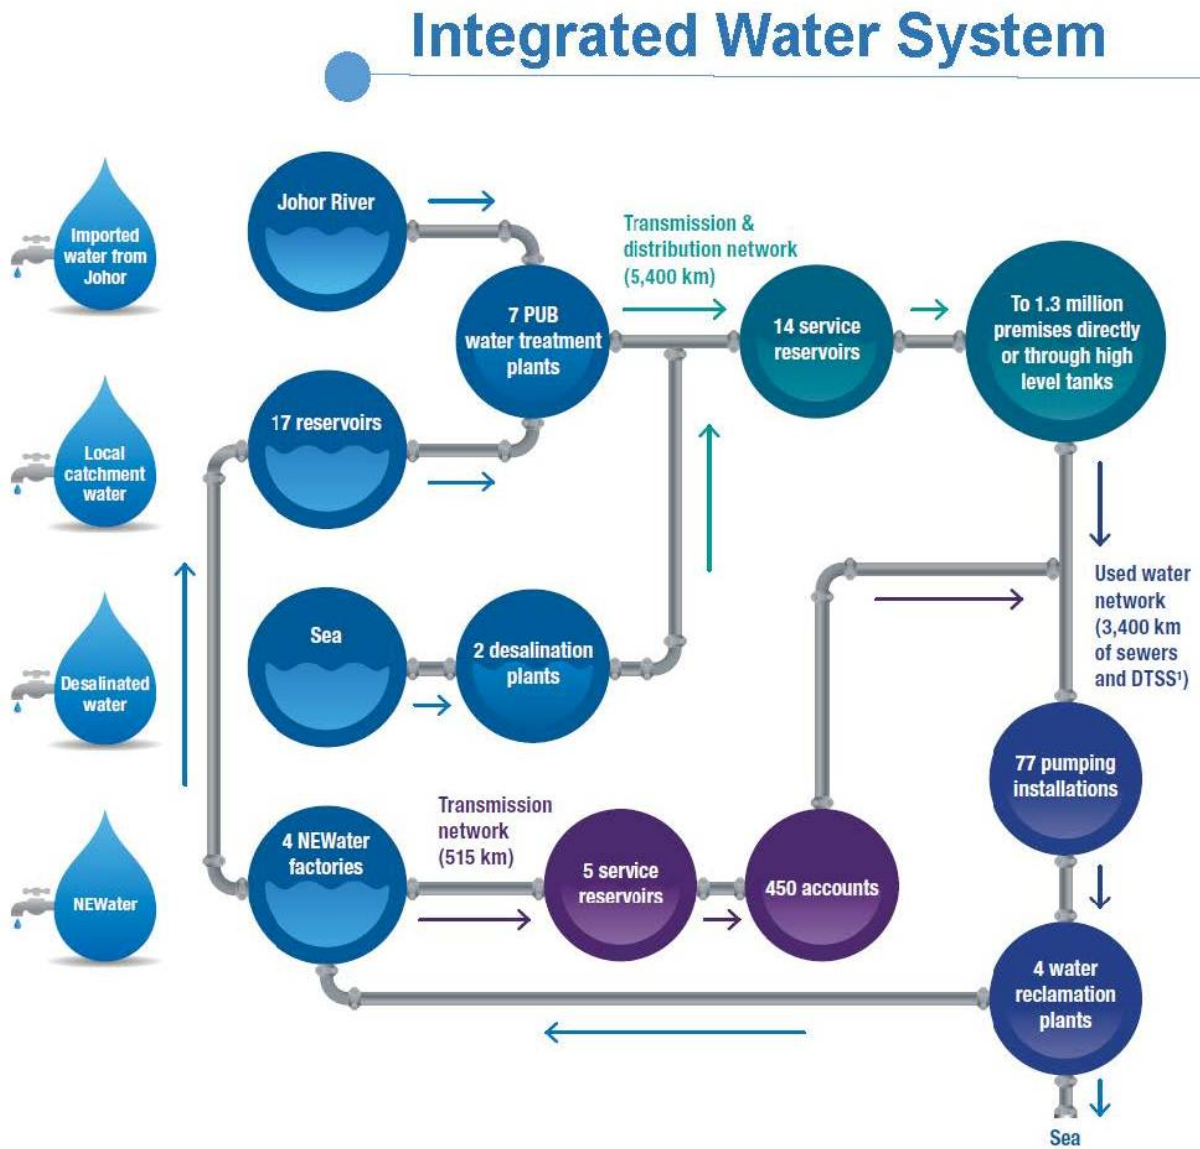 Integrated Water System
Imported
water from
Johor
Johor River
7 PUB
water treatment
plants
Transmission &
distribution network
(5,400 km)
14 service
reservoirs
To 1.3 million
premises directly
or through high
level tanks
Local
catchment
water
17 reservoirs
Used water
network
(3,400 km
of sewers
and DTSS¹)
Desalinated
water
Sea
2 desalination
plants
77 pumping
installations
NEWater
4 NEWater
factories
Transmission
network
(515 km)
5 service
reservoirs
450 accounts
4 water
reclamation
plants
Sea